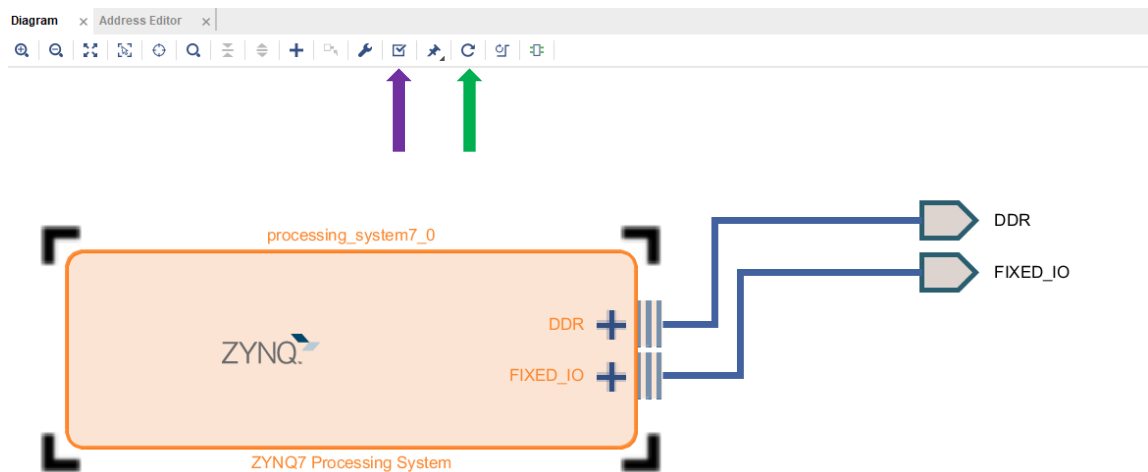 Diagram
Address Editor
processing_system7_0
DDR
FIXED_IO
DDR
FIXED_IO
ZYNQ
ZYNQ7 Processing System